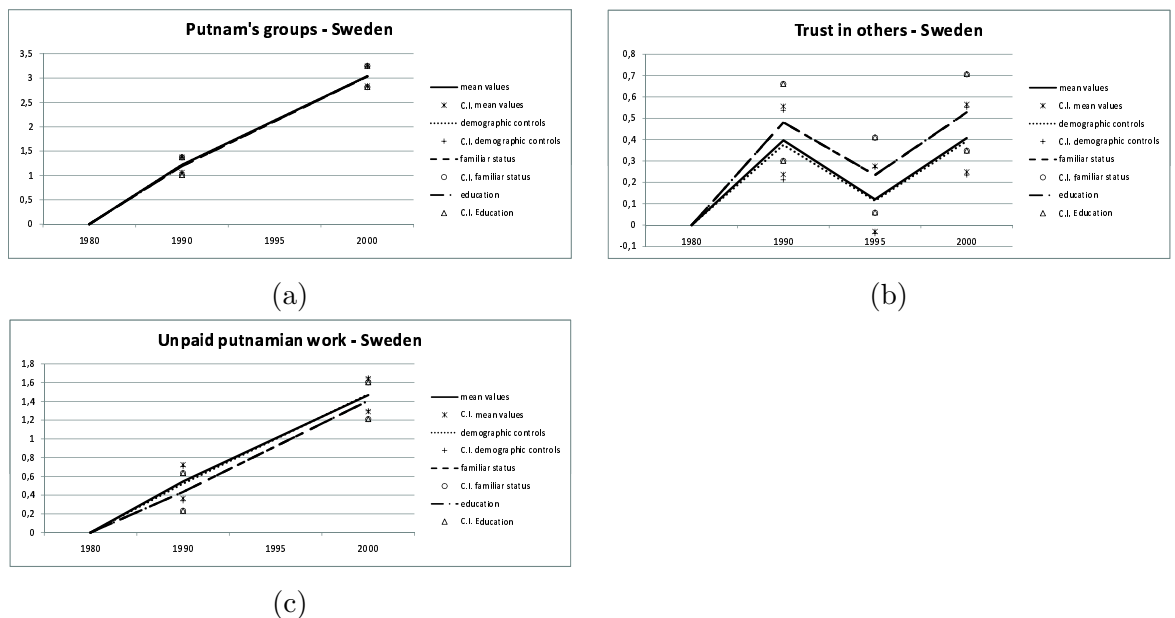 Putnam's groups - Sweden
3,5
3
2,5
2
1,5
1
0,5
0
1980 1990 1995 2000
mean values
C.I. mean values
demographic controls
C.I. demographic controls
familiar status
C.I. familiar status
education
C.I. Education
(a)
Trust in others - Sweden
0,8
0,7
0,6
0,5
0,4
0,3
0,2
0,1
0
-0,1
1980 1990 1995 2000
mean values
C.I. mean values
demographic controls
C.I. demographic controls
familiar status
C.I. familiar status
education
C.I. Education
(b)
Unpaid putnamian work - Sweden
1,8
1,6
1,4
1,2
1
0,8
0,6
0,4
0,2
0
1980 1990 1995 2000
mean values
C.I. mean values
demographic controls
C.I. demographic controls
familiar status
C.I. familiar status
education
C.I. Education
(c)